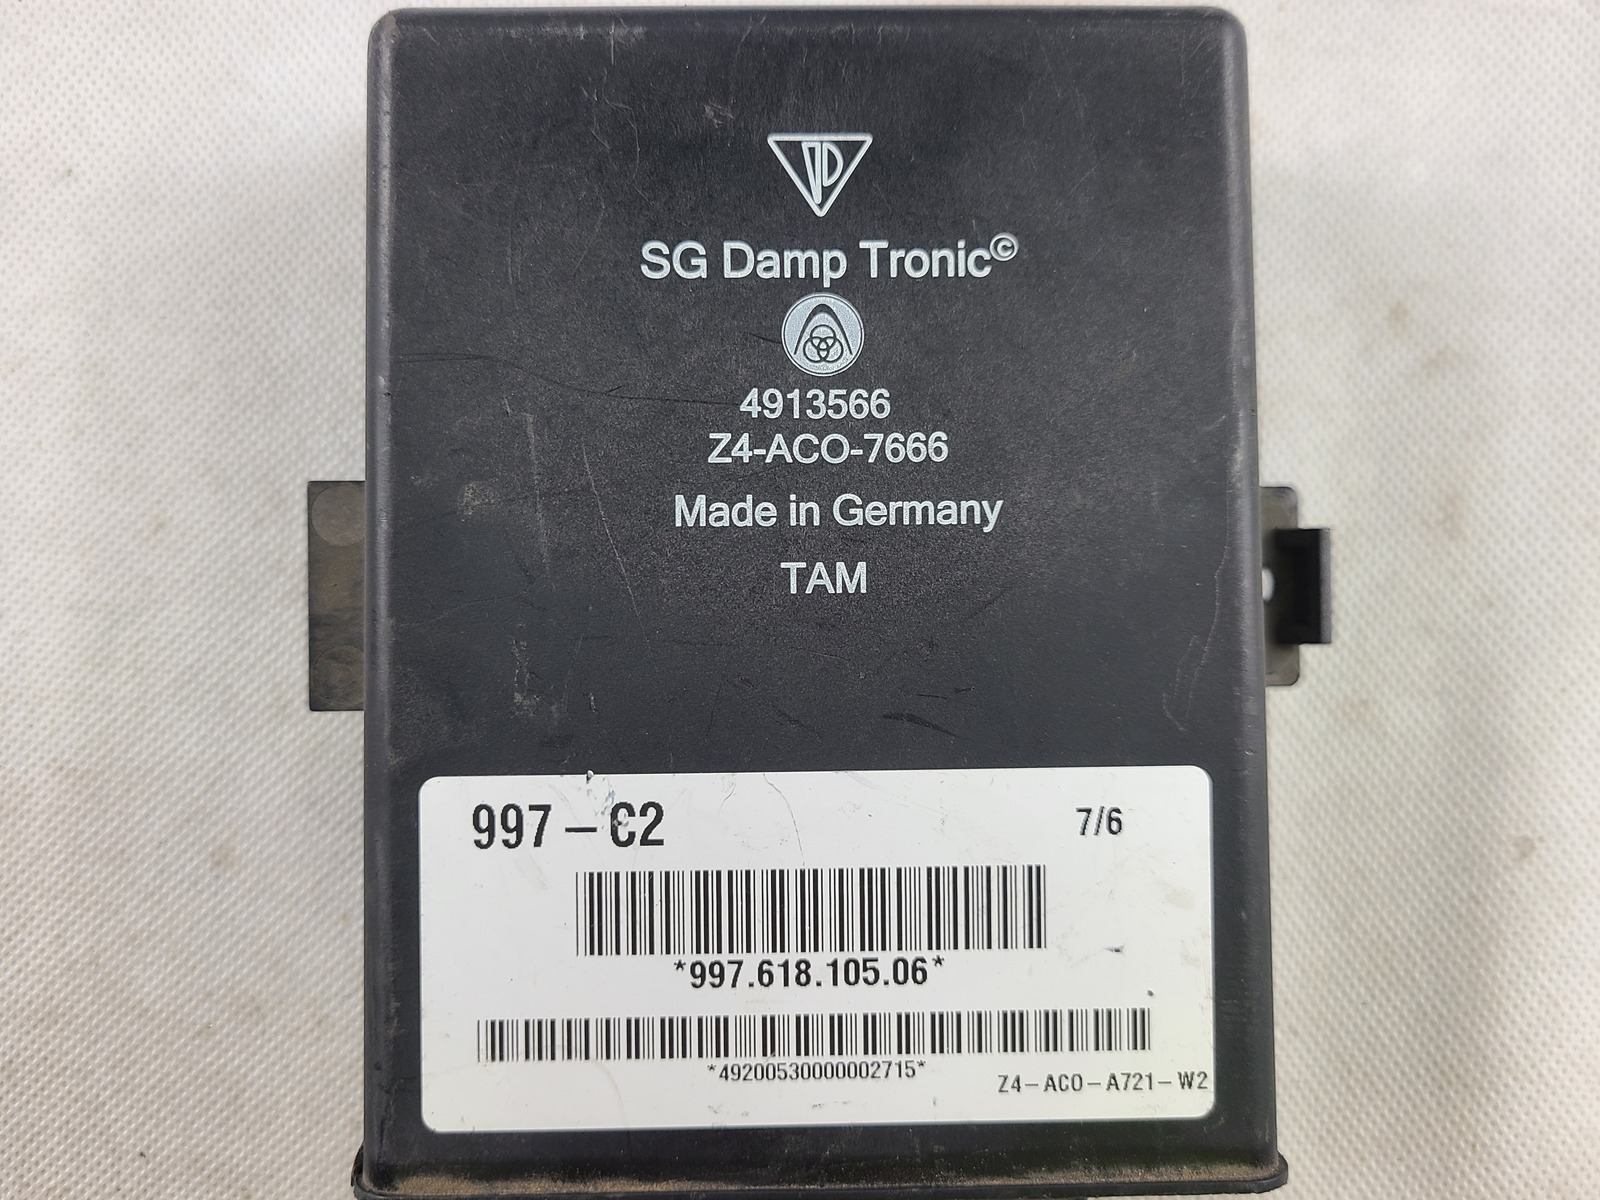 SG Damp Tronic©
4913566
Z4-ACO-7666
Made in Germany
TAM
997 - C2
7/6
*997.618.105.06*
*49200530000002715*
Z4-ACO-A721-W2